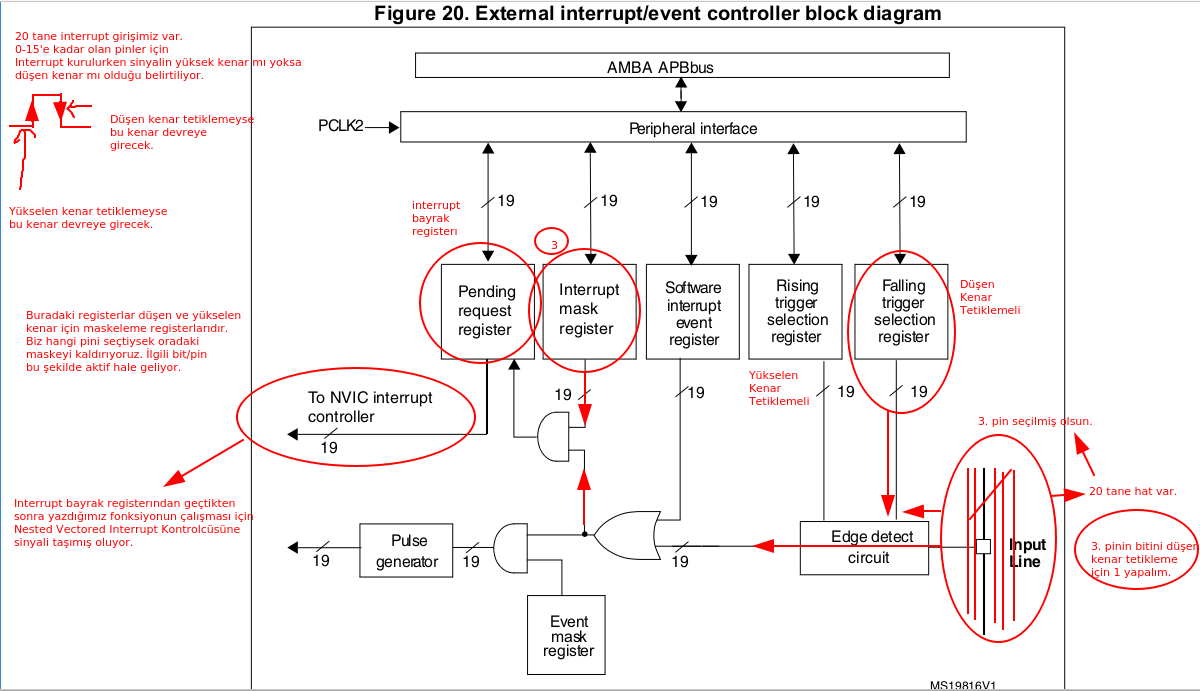 Figure 20. External interrupt/event controller block diagram
20 tane interrupt girişimiz var.
0-15'e kadar olan pinler için
Interrupt kurulurken sinyalin yüksek kenar mı yoksa
düşen kenar mı olduğu belirtiliyor.
Düşen kenar tetiklemeyse
bu kenar devreye
girecek.
Yükselen kenar tetiklemeyse
bu kenar devreye girecek.
AMBA APBbus
PCLK2
Peripheral interface
19
19
19
19
19
interrupt
bayrak
registerı
3
Pending
request
register
Interrupt
mask
register
Software
interrupt
event
register
Rising
trigger
selection
register
Falling
trigger
selection
register
Düşen
Kenar
Tetiklemeli
Buradaki registerlar düşen ve yükselen
kenar için maskeleme registerlarıdır.
Biz hangi pini seçtiysek oradaki
maskeyi kaldırıyoruz. İlgili bit/pin
bu şekilde aktif hale geliyor.
Yükselen
Kenar
Tetiklemeli
19
19
19
19
To NVIC interrupt
controller
19
3. pin seçilmiş olsun.
20 tane hat var.
Interrupt bayrak registerından geçtikten
sonra yazdığımız fonksiyonun çalışması için
Nested Vectored Interrupt Kontrolcüsüne
sinyali taşımış oluyor.
Pulse
generator
19
19
19
Edge detect
circuit
Input
Line
3. pinin bitini düşen
kenar tetikleme
için 1 yapalım.
Event
mask
register
MS19816V1